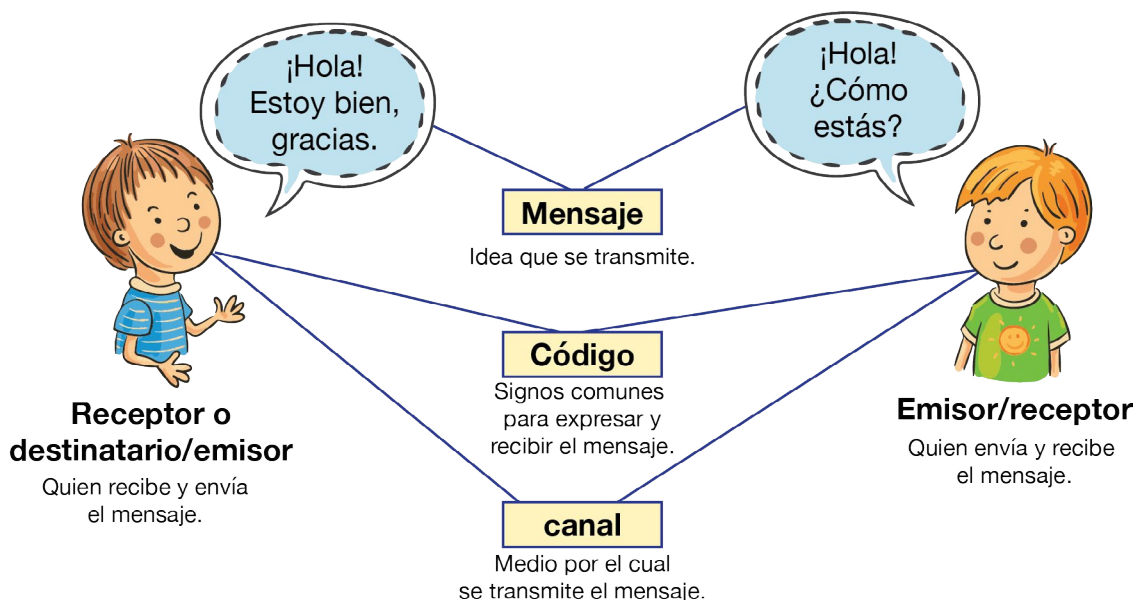 ¡Hola!
Estoy bien,
gracias.
¡Hola!
¿Cómo
estás?
Mensaje
Idea que se transmite.
Código
Signos comunes
para expresar y
recibir el mensaje.
Receptor o
destinatario/emisor
Quien recibe y envía
el mensaje.
Emisor/receptor
Quien envía y recibe
el mensaje.
canal
Medio por el cual
se transmite el mensaje.